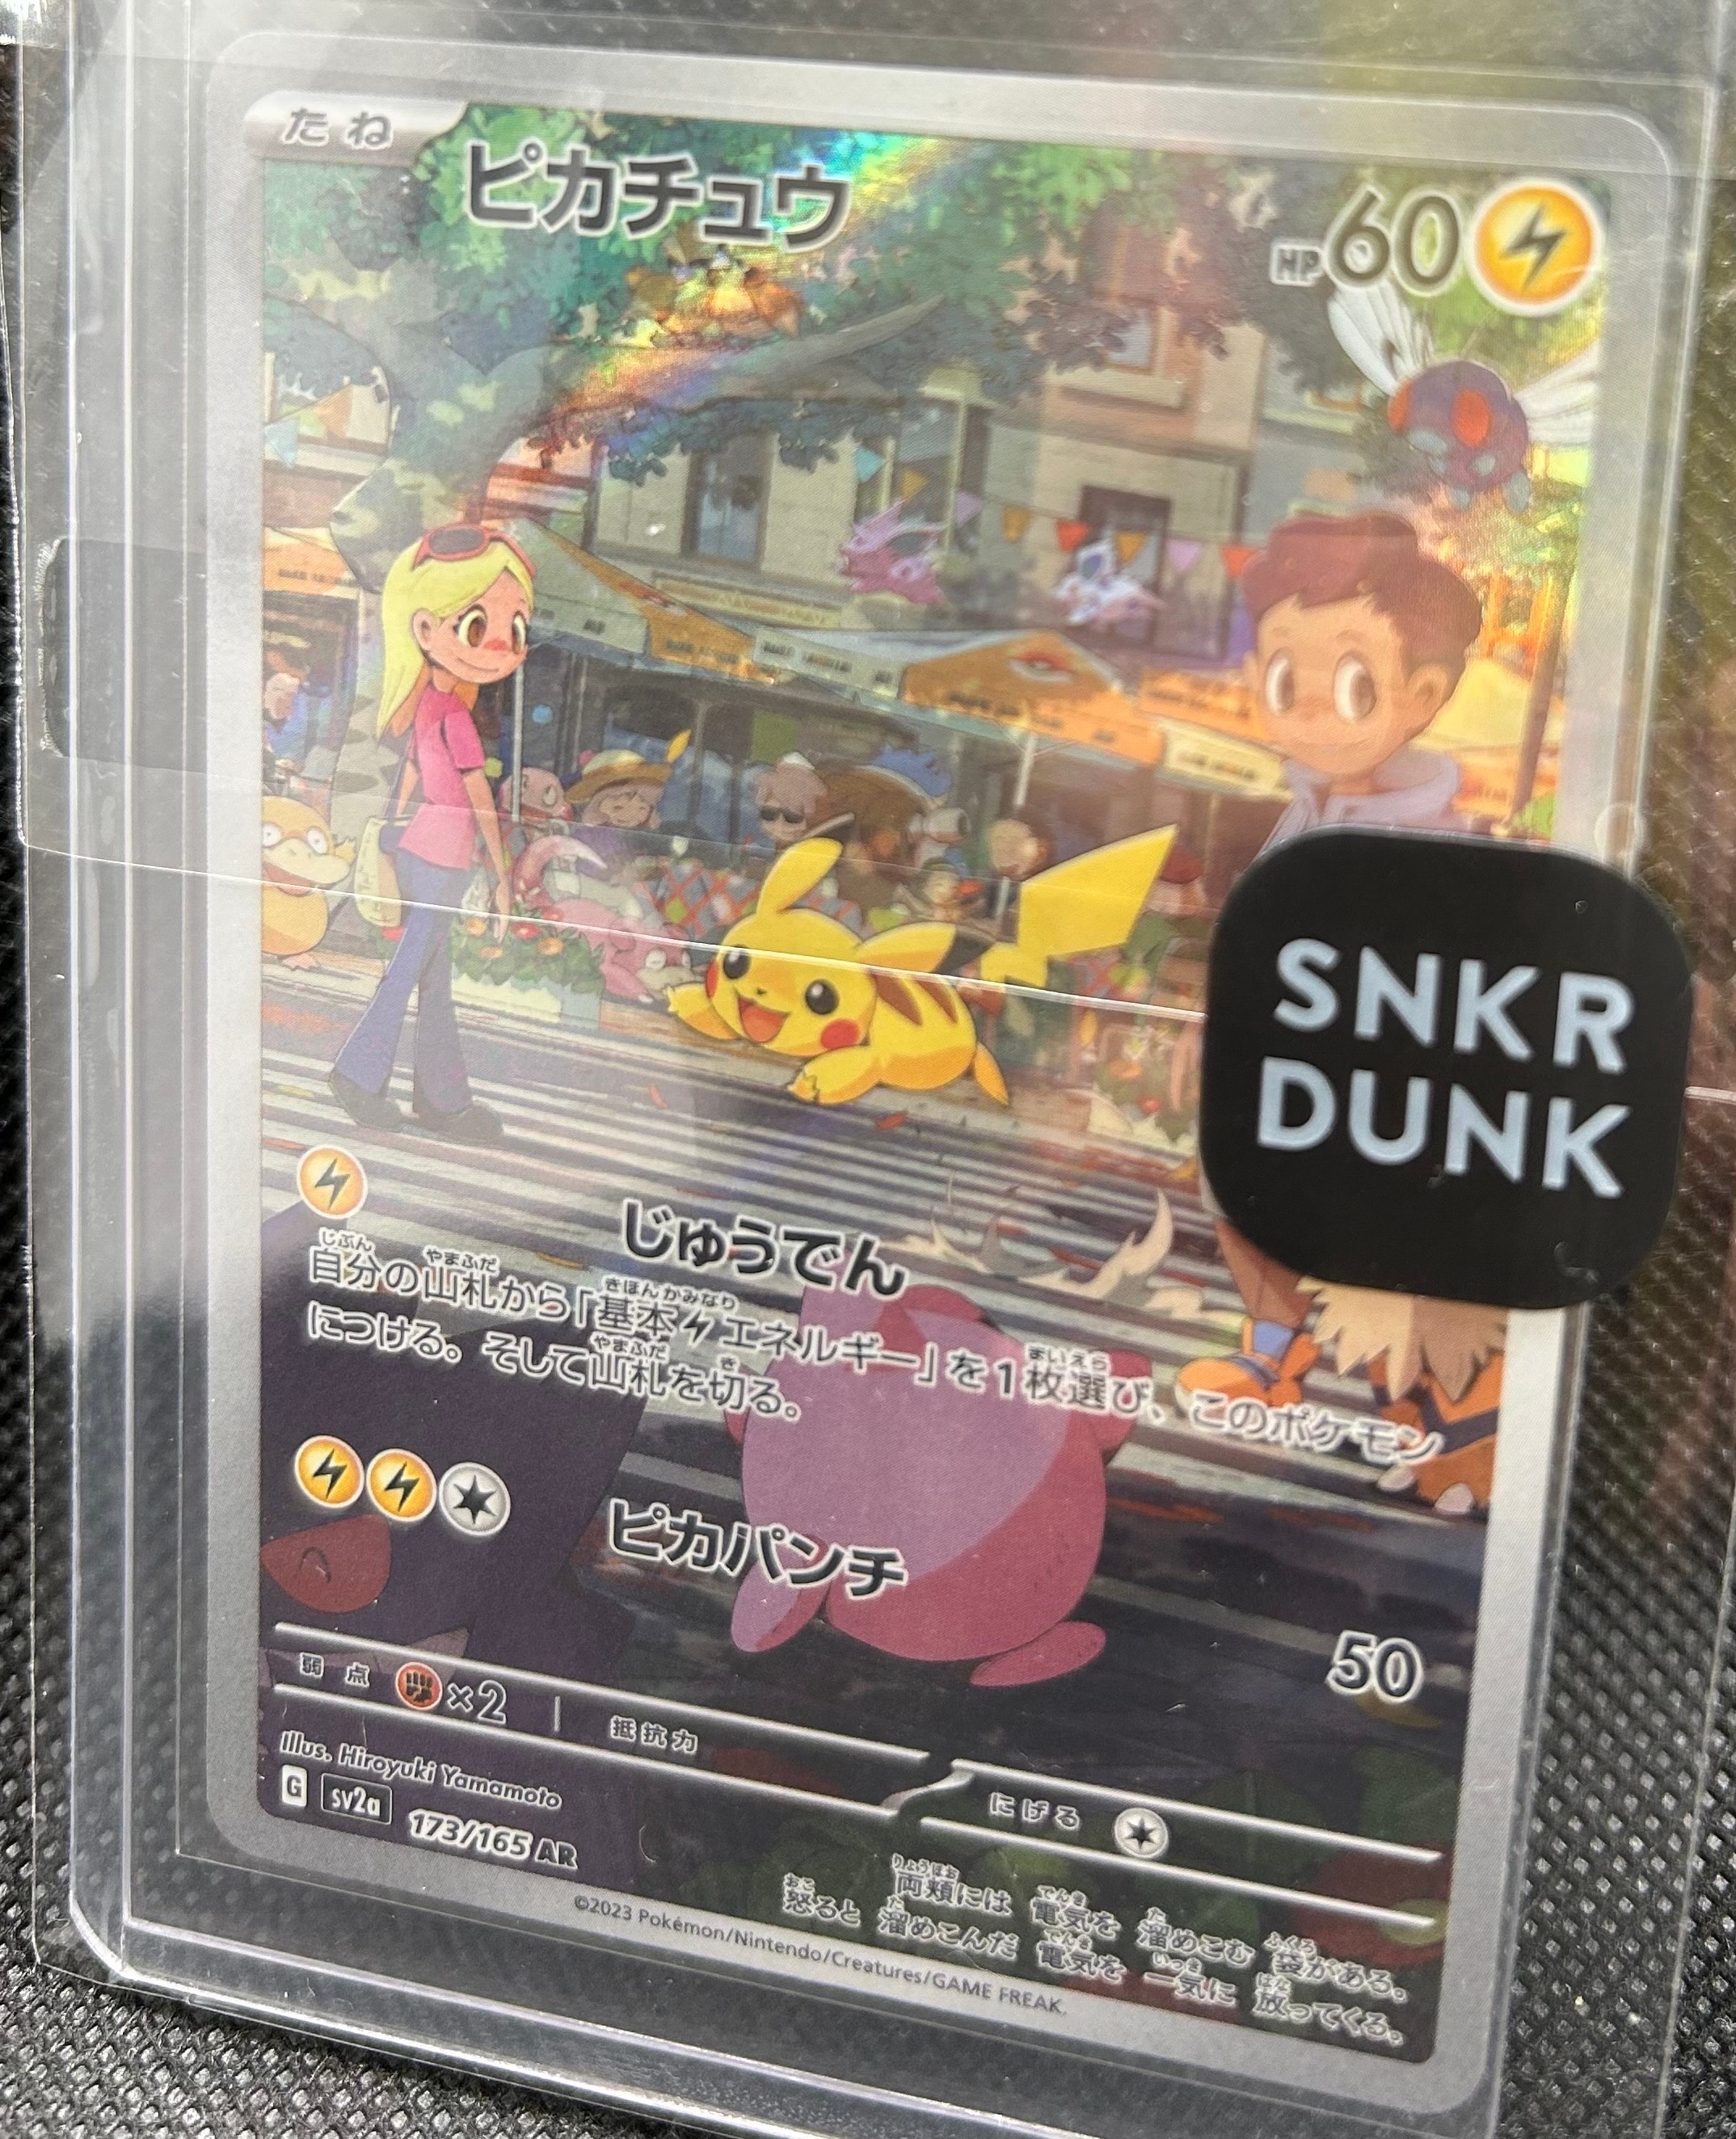 たね
ピカチュウ
HP60
SNKR
DUNK
じゅうでん
自分の山札から「基本エネルギー」を1枚選び、このポケモン
につける。そして山札を切る。
ピカパンチ
50
弱点 ×2 抵抗力
にげる
Illus. Hiroyuki Yamamoto
G sv2a 173/165 AR
両頬には 電気を 溜めこむ 袋がある。
怒ると 溜めこんだ 電気を 一気に 放ってくる。
©2023 Pokémon/Nintendo/Creatures/GAME FREAK.